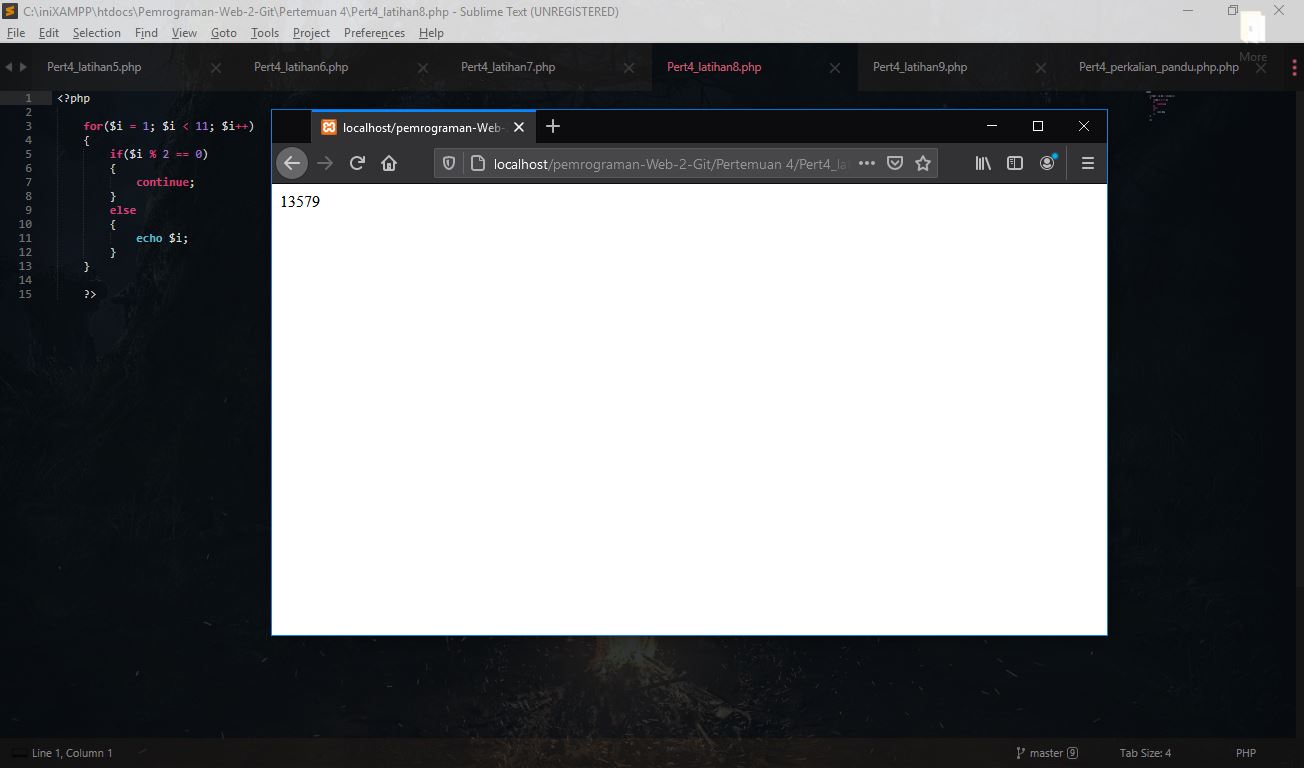 C:\iniXAMPP\htdocs\Pemrograman-Web-2-Git\Pertemuan 4\Pert4_latihan8.php - Sublime Text (UNREGISTERED)
File Edit Selection Find View Goto Tools Project Preferences Help
More
Pert4_latihan5.php Pert4_latihan6.php Pert4_latihan7.php Pert4_latihan8.php Pert4_latihan9.php Pert4_perkalian_pandu.php.php
1 <?php
2
3 for($i = 1; $i < 11; $i++)
4 {
5 if($i % 2 == 0)
6 {
7 continue;
8 }
9 else
10 {
11 echo $i;
12 }
13 }
14
15 ?>
localhost/pemrograman-Web-
localhost/pemrograman-Web-2-Git/Pertemuan 4/Pert4_la
13579
Line 1, Column 1 master 9 Tab Size: 4 PHP